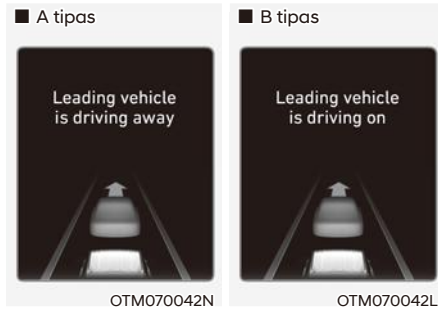 ■ A tipas
Leading vehicle
is driving away
OTM070042N
■ B tipas
Leading vehicle
is driving on
OTM070042L